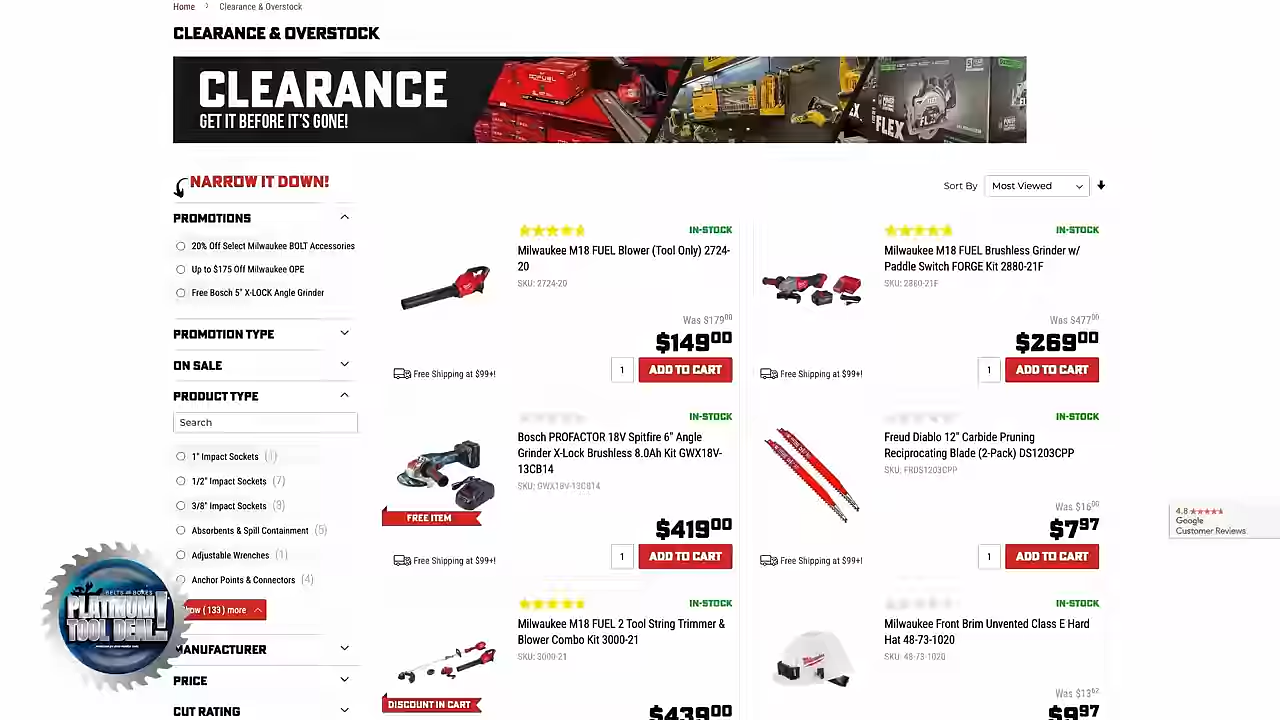 Home > Clearance & Overstock
CLEARANCE & OVERSTOCK
CLEARANCE
GET IT BEFORE IT'S GONE!
FUEL
FLEX
NARROW IT DOWN!
PROMOTIONS
20% Off Select Milwaukee BOLT Accessories
Up to $175 Off Milwaukee OPE
Free Bosch 5" X-LOCK Angle Grinder
PROMOTION TYPE
ON SALE
PRODUCT TYPE
Search
1" Impact Sockets (1)
1/2" Impact Sockets (7)
3/8" Impact Sockets (3)
Absorbents & Spill Containment (5)
Adjustable Wrenches (1)
Anchor Points & Connectors (4)
Show (133) more
MANUFACTURER
PRICE
CUT RATING
Sort By Most Viewed
IN-STOCK
Milwaukee M18 FUEL Blower (Tool Only) 2724-
20
SKU: 2724-20
Was $179.00
$149.00
Free Shipping at $99+! 1 ADD TO CART
IN-STOCK
Milwaukee M18 FUEL Brushless Grinder w/
Paddle Switch FORGE Kit 2880-21F
SKU: 2880-21F
Was $477.00
$269.00
Free Shipping at $99+! 1 ADD TO CART
IN-STOCK
Bosch PROFACTOR 18V Spitfire 6" Angle
Grinder X-Lock Brushless 8.0Ah Kit GWX18V-
13CB14
SKU: GWX18V-13CB14
FREE ITEM
$419.00
Free Shipping at $99+! 1 ADD TO CART
IN-STOCK
Freud Diablo 12" Carbide Pruning
Reciprocating Blade (2-Pack) DS1203CPP
SKU: FRDS1203CPP
Was $16
$7.97
Free Shipping at $99+! 1 ADD TO CART
IN-STOCK
Milwaukee M18 FUEL 2 Tool String Trimmer &
Blower Combo Kit 3000-21
SKU: 3000-21
DISCOUNT IN CART
$439.00
IN-STOCK
Milwaukee Front Brim Unvented Class E Hard
Hat 48-73-1020
SKU: 48-73-1020
Was $13.62
$9.97
4.8
Google
Customer Reviews
BELTS AND BOXES
PLATINUM
TOOL DEAL!